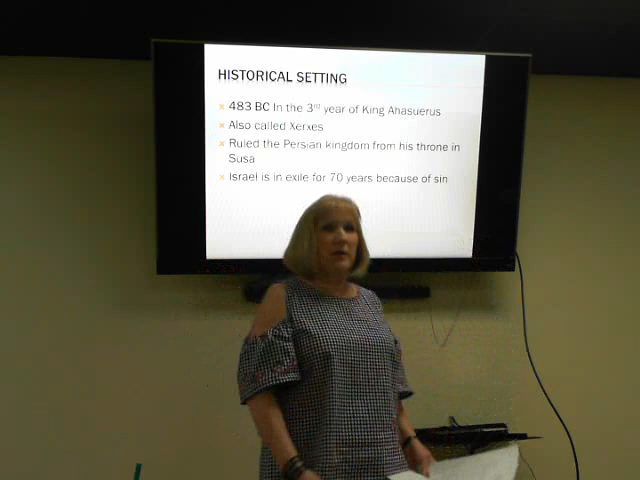 HISTORICAL SETTING
× 483 BC In the 3rd year of King Ahasuerus
× Also called Xerxes
× Ruled the Persian kingdom from his throne in
Susa
× Israel is in exile for 70 years because of sin